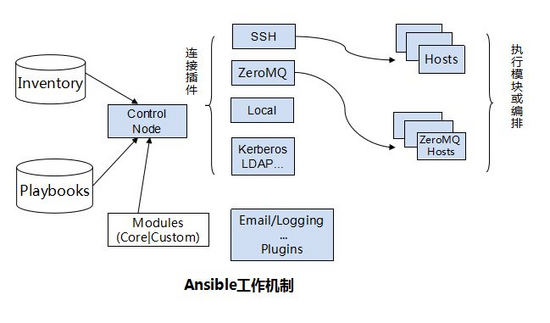 Inventory
Playbooks
Control
Node
Modules
(Core|Custom)
连接插件
SSH
ZeroMQ
Local
Kerberos
LDAP...
Email/Logging
...
Plugins
Hosts
ZeroMQ
Hosts
执行模块或编排
Ansible工作机制